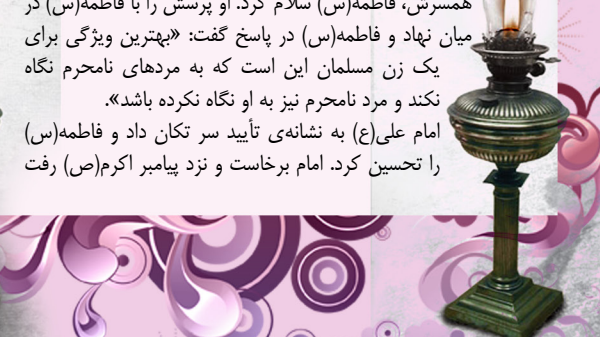 همسرش، فاطمه(س) سلام کرد. او پرسش را با فاطمه(س) در
میان نهاد و فاطمه(س) در پاسخ گفت: «بهترین ویژگی برای
یک زن مسلمان این است که به مردهای نامحرم نگاه
نکند و مرد نامحرم نیز به او نگاه نکرده باشد».
امام علی(ع) به نشانه‌ی تأیید سر تکان داد و فاطمه(س)
را تحسین کرد. امام برخاست و نزد پیامبر اکرم(ص) رفت